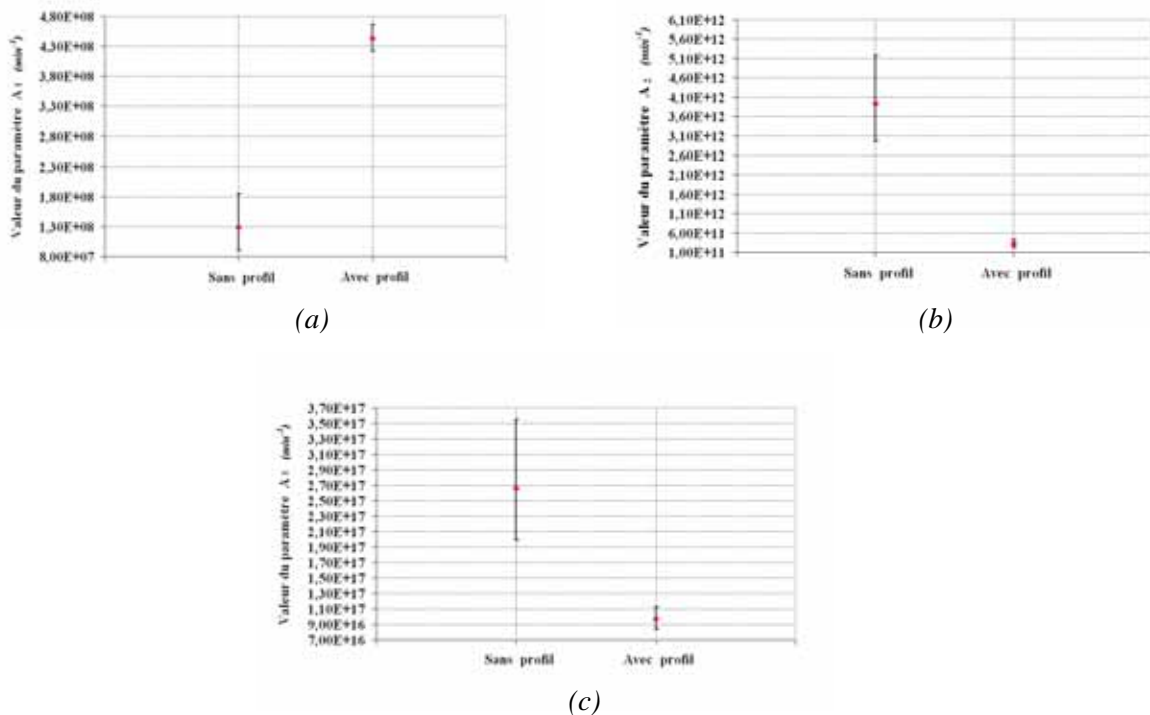 Valeur du paramètre A 1 (min⁻¹)
4,80E+08
4,30E+08
3,80E+08
3,30E+08
2,80E+08
2,30E+08
1,80E+08
1,30E+08
8,00E+07
Sans profil Avec profil
(a)
Valeur du paramètre A 2 (min⁻¹)
6,10E+12
5,60E+12
5,10E+12
4,60E+12
4,10E+12
3,60E+12
3,10E+12
2,60E+12
2,10E+12
1,60E+12
1,10E+12
6,00E+11
1,00E+11
Sans profil Avec profil
(b)
Valeur du paramètre A (min⁻¹)
3,70E+17
3,50E+17
3,30E+17
3,10E+17
2,90E+17
2,70E+17
2,50E+17
2,30E+17
2,10E+17
1,90E+17
1,70E+17
1,50E+17
1,30E+17
1,10E+17
9,00E+16
7,00E+16
Sans profil Avec profil
(c)